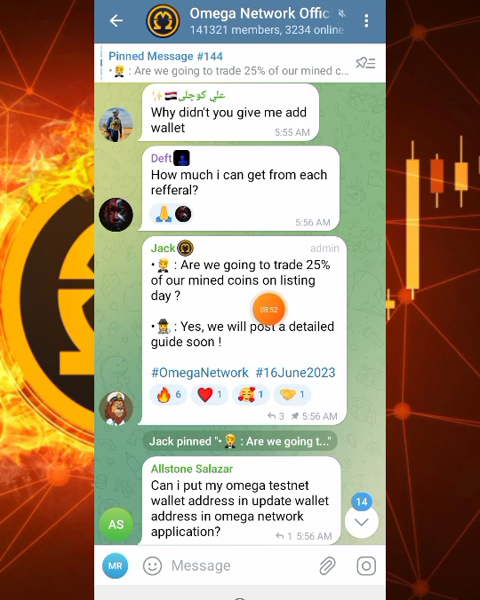 Omega Network Offic
141321 members, 3234 online
Pinned Message #144
•🤵 : Are we going to trade 25% of our mined c...
✨🇪🇬علي كوچلى
Why didn't you give me add
wallet
5:55 AM
Deft
How much i can get from each
refferal?
🙏
5:56 AM
Jack
admin
•🤵 : Are we going to trade 25%
of our mined coins on listing
day ?
08:52
•🕵️ : Yes, we will post a detailed
guide soon !
#OmegaNetwork #16June2023
🔥 6 ❤️ 1 🥰 1 🤝 1
3 5:56 AM
Jack pinned "•🤵 : Are we going t..."
Allstone Salazar
Can i put my omega testnet
wallet address in update wallet
address in omega network
application?
1 5:56 AM
AS
14
MR
Message